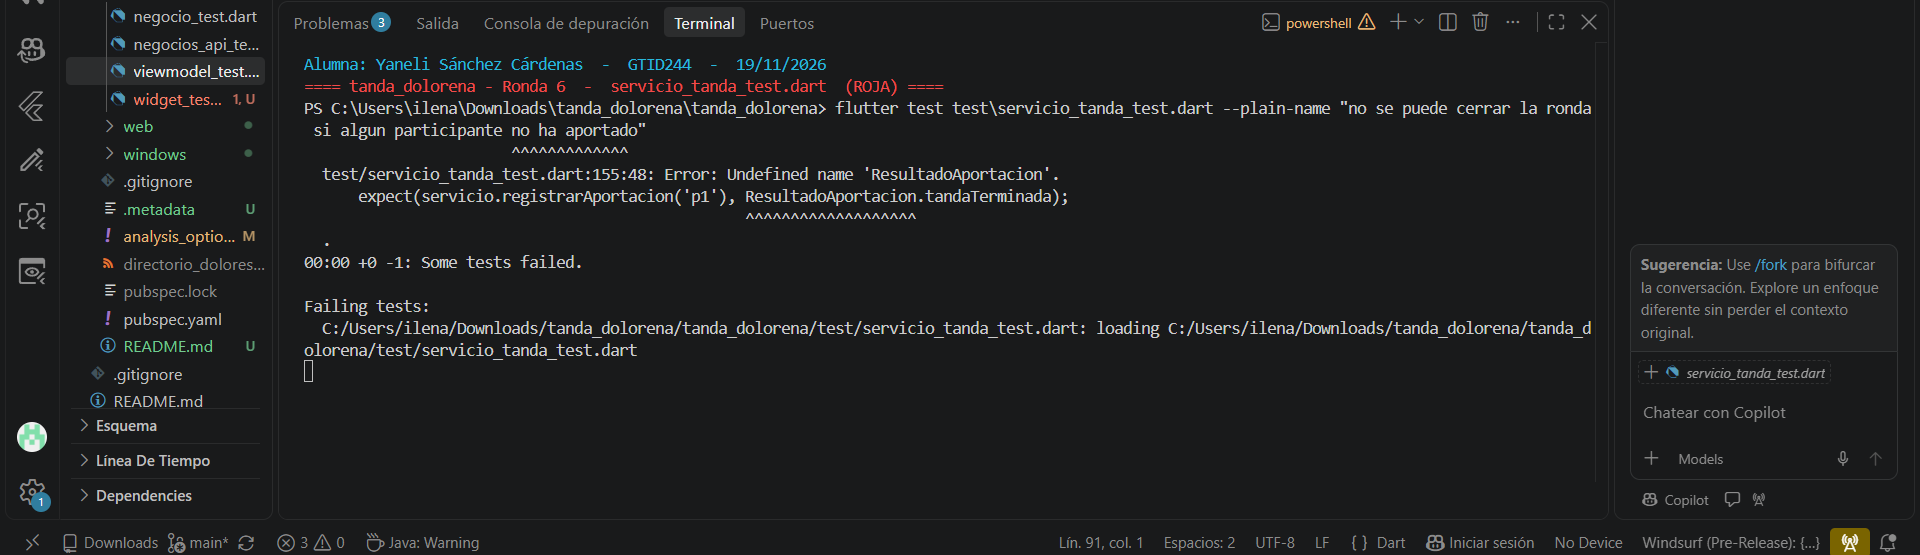 negocio_test.dart
negocios_api_te...
viewmodel_test....
widget_tes... 1, U
web
windows
.gitignore
.metadata U
analysis_optio... M
directorio_dolores...
pubspec.lock
pubspec.yaml
README.md U
.gitignore
README.md
Esquema
Línea De Tiempo
Dependencies
1
Problemas 3 Salida Consola de depuración Terminal Puertos
powershell
Alumna: Yaneli Sánchez Cárdenas - GTID244 - 19/11/2026
==== tanda_dolorena - Ronda 6 - servicio_tanda_test.dart (ROJA) ====
PS C:\Users\ilena\Downloads\tanda_dolorena\tanda_dolorena> flutter test test\servicio_tanda_test.dart --plain-name "no se puede cerrar la ronda
si algun participante no ha aportado"
^^^^^^^^^^^^^
test/servicio_tanda_test.dart:155:48: Error: Undefined name 'ResultadoAportacion'.
expect(servicio.registrarAportacion('p1'), ResultadoAportacion.tandaTerminada);
^^^^^^^^^^^^^^^^^^^
.
00:00 +0 -1: Some tests failed.
Failing tests:
C:/Users/ilena/Downloads/tanda_dolorena/tanda_dolorena/test/servicio_tanda_test.dart: loading C:/Users/ilena/Downloads/tanda_dolorena/tanda_d
olorena/test/servicio_tanda_test.dart
Sugerencia: Use /fork para bifurcar
la conversación. Explore un enfoque
diferente sin perder el contexto
original.
servicio_tanda_test.dart
Chatear con Copilot
Models
Copilot
Downloads main* 3 0 Java: Warning Lín. 91, col. 1 Espacios: 2 UTF-8 LF {} Dart Iniciar sesión No Device Windsurf (Pre-Release): {...}